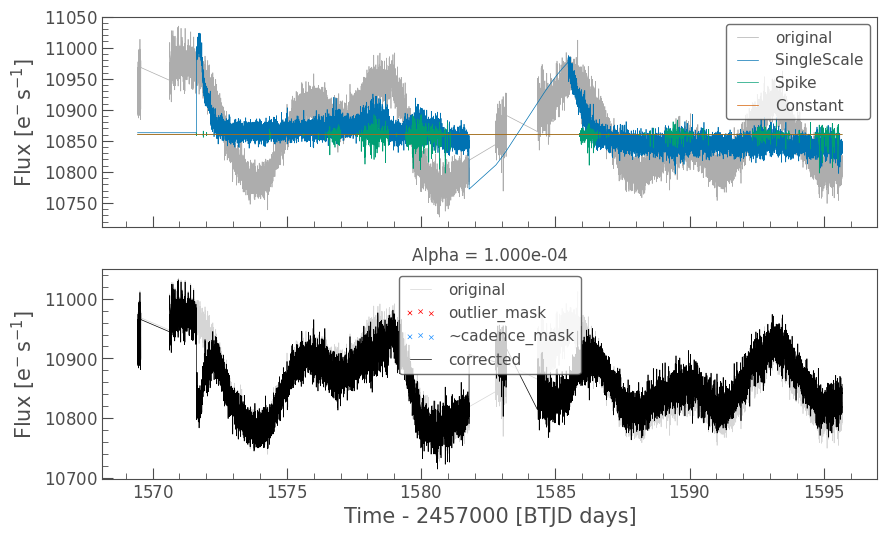 11050
11000
10950
10900
10850
10800
10750
Flux [e⁻ s⁻¹]
original
SingleScale
Spike
Constant
Alpha = 1.000e-04
11000
10900
10800
10700
Flux [e⁻ s⁻¹]
original
outlier_mask
~cadence_mask
corrected
1570 1575 1580 1585 1590 1595
Time - 2457000 [BTJD days]